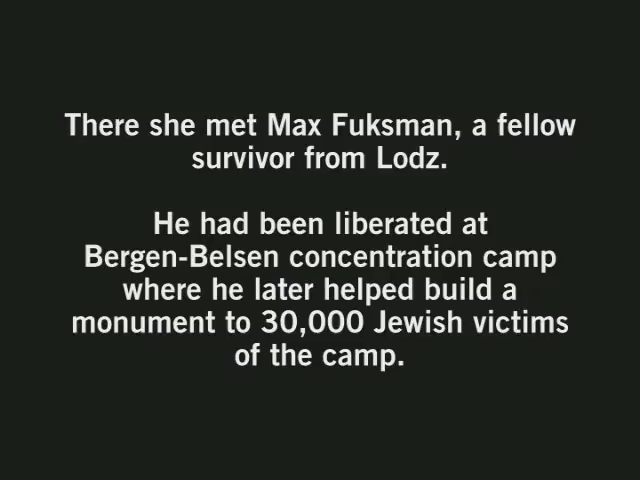 There she met Max Fuksman, a fellow
survivor from Lodz.
He had been liberated at
Bergen-Belsen concentration camp
where he later helped build a
monument to 30,000 Jewish victims
of the camp.